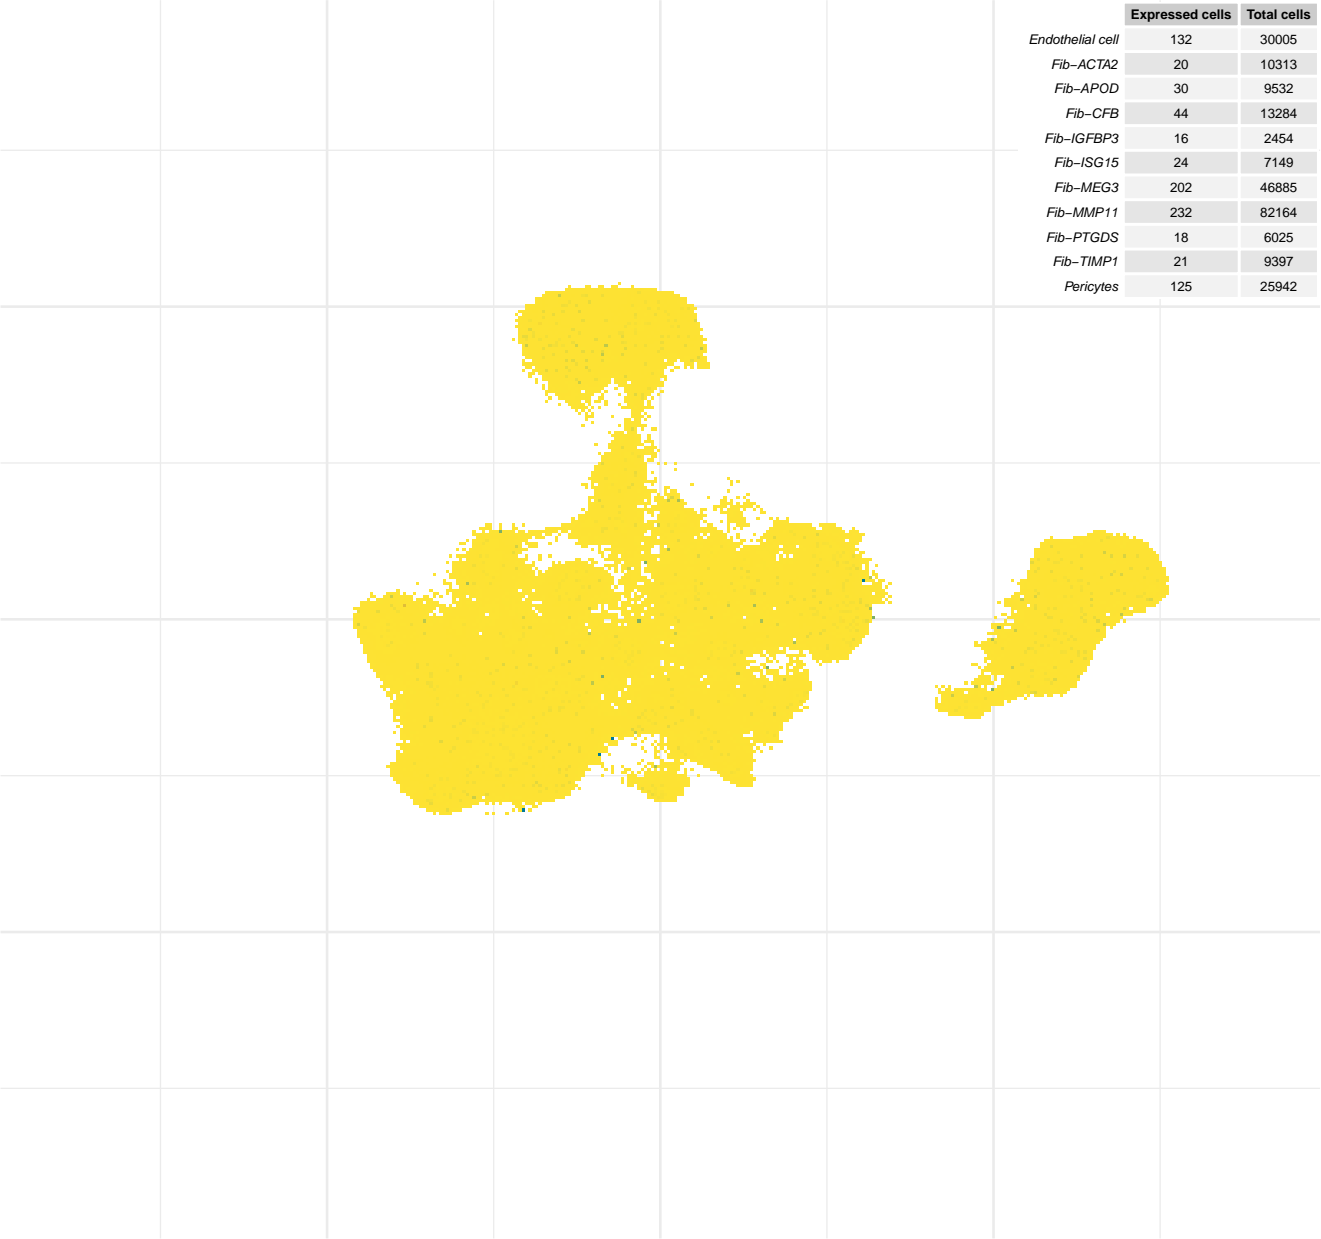 Expressed cells Total cells
Endothelial cell 132 30005
Fib−ACTA2 20 10313
Fib−APOD 30 9532
Fib−CFB 44 13284
Fib−IGFBP3 16 2454
Fib−ISG15 24 7149
Fib−MEG3 202 46885
Fib−MMP11 232 82164
Fib−PTGDS 18 6025
Fib−TIMP1 21 9397
Pericytes 125 25942